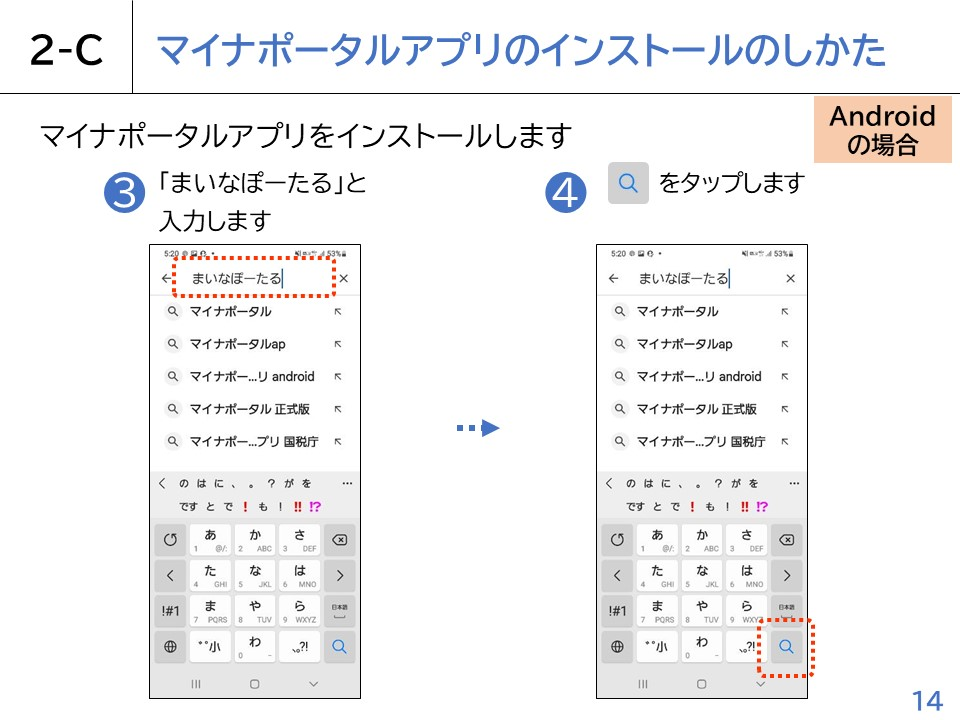 2-C
マイナポータルアプリのインストールのしかた
Android
の場合
マイナポータルアプリをインストールします
3
「まいなぽーたる」と
入力します
4
をタップします
5:20
53%
まいなぽーたる
マイナポータル
マイナポータルap
マイナポー...リ android
マイナポータル 正式版
マイナポー...プリ 国税庁
の は に 、 。 ? が を ...
です と で ! も ! !! !?
あ か さ
1 @/: 2 ABC 3 DEF
た な は
4 GHI 5 JKL 6 MNO
!#1 ま や ら 日本語
7 PQRS 8 TUV 9 WXYZ
゛゜小 わ 、。?!
0
5:20
53%
まいなぽーたる
マイナポータル
マイナポータルap
マイナポー...リ android
マイナポータル 正式版
マイナポー...プリ 国税庁
の は に 、 。 ? が を ...
です と で ! も ! !! !?
あ か さ
1 @/: 2 ABC 3 DEF
た な は
4 GHI 5 JKL 6 MNO
!#1 ま や ら 日本語
7 PQRS 8 TUV 9 WXYZ
゛゜小 わ 、。?!
0
14